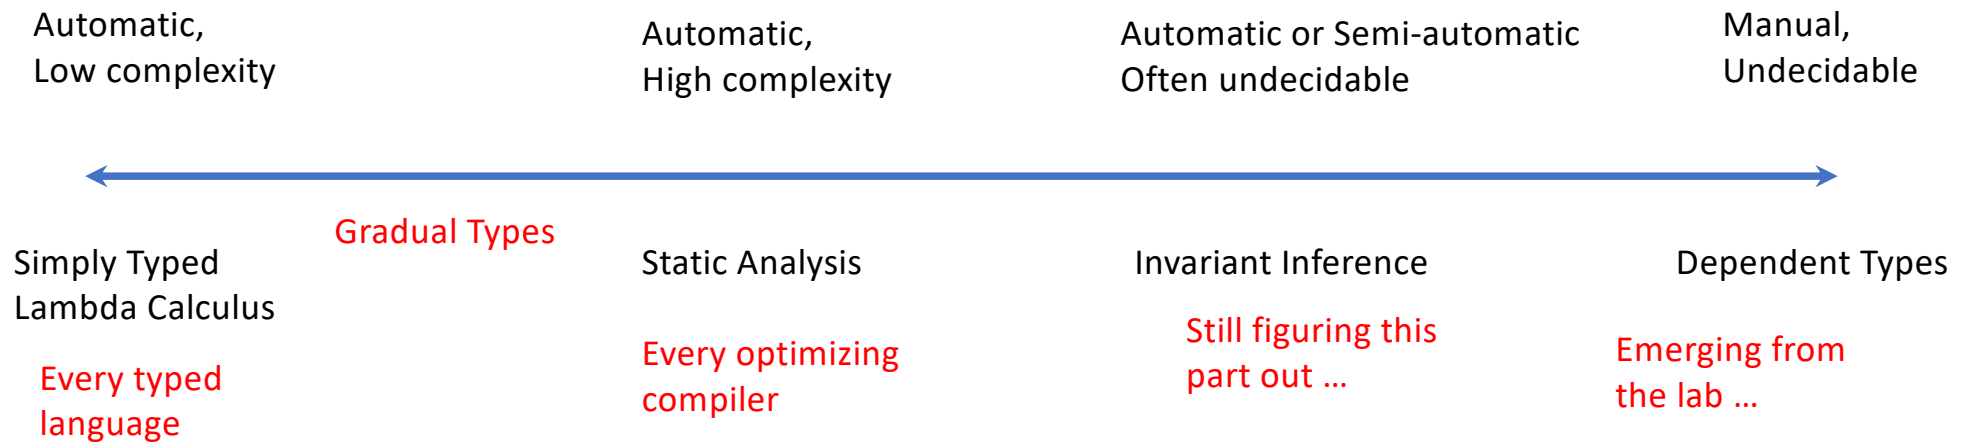 Automatic,
Low complexity
Automatic,
High complexity
Automatic or Semi-automatic
Often undecidable
Manual,
Undecidable
Gradual Types
Simply Typed
Lambda Calculus
Static Analysis
Invariant Inference
Dependent Types
Every typed
language
Every optimizing
compiler
Still figuring this
part out …
Emerging from
the lab …